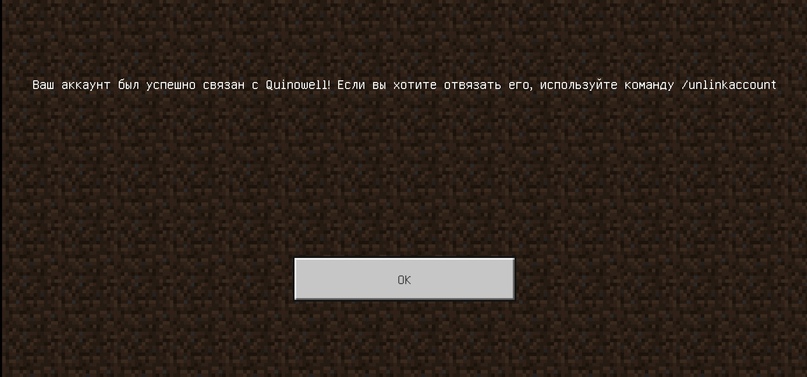 Ваш аккаунт был успешно связан с Quinowell! Если вы хотите отвязать его, используйте команду /unlinkaccount
OK